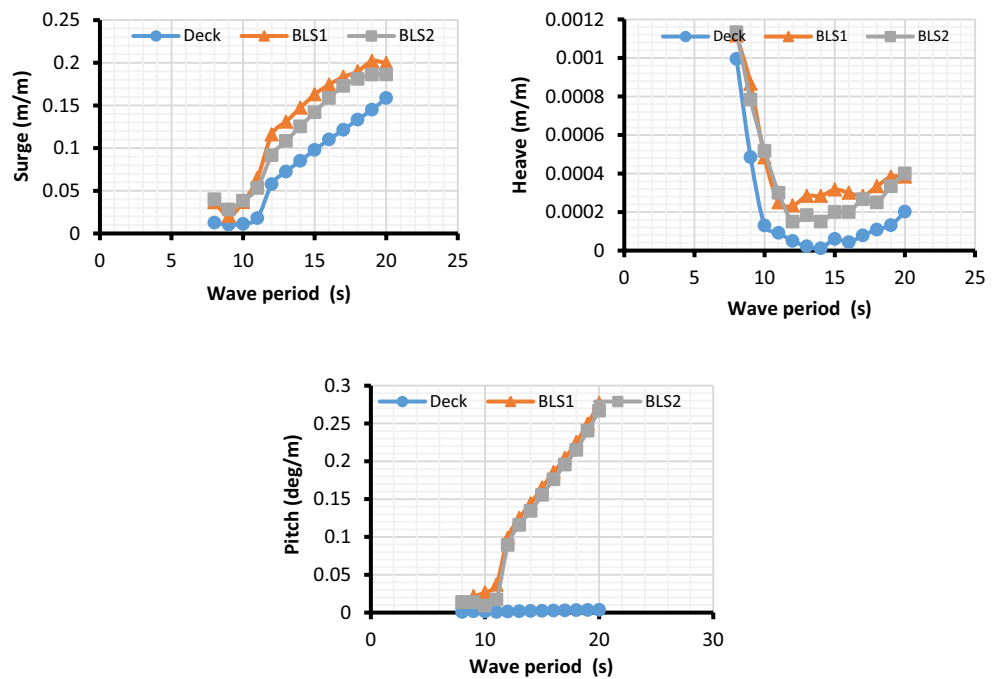 Deck BLS1 BLS2
0.25
0.2
0.15
0.1
0.05
0
Surge (m/m)
0 5 10 15 20 25
Wave period (s)
Deck BLS1 BLS2
0.0012
0.001
0.0008
0.0006
0.0004
0.0002
0
Heave (m/m)
0 5 10 15 20 25
Wave period (s)
Deck BLS1 BLS2
0.3
0.25
0.2
0.15
0.1
0.05
0
Pitch (deg/m)
0 10 20 30
Wave period (s)